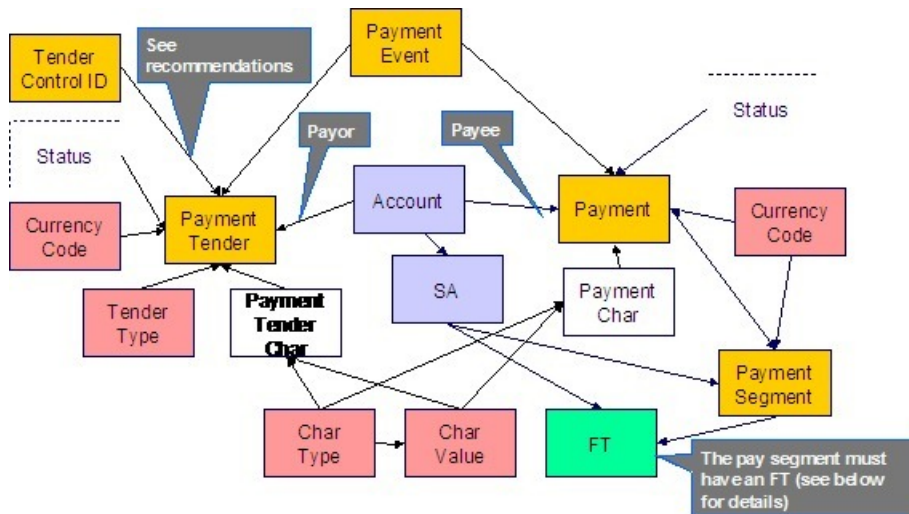 Payment
Event
See
recommendations
Tender
Control ID
Status
Status
Payor
Payee
Account
Payment
Tender
Payment
Currency
Code
Currency
Code
SA
Payment
Char
Tender
Type
Payment
Tender
Char
Payment
Segment
Char
Type
Char
Value
FT
The pay segment must
have an FT (see below
for details)